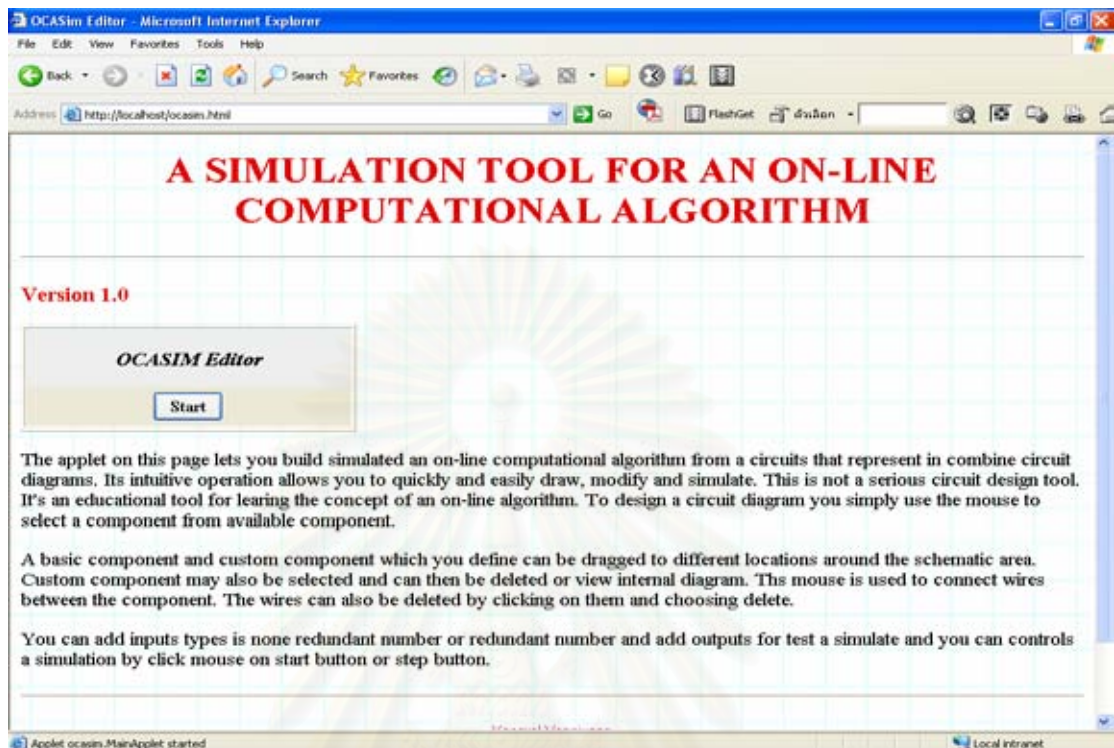 OCASim Editor - Microsoft Internet Explorer
File Edit View Favorites Tools Help
Back Search Favorites
Address http://localhost/ocasim.html Go FlashGet
A SIMULATION TOOL FOR AN ON-LINE
COMPUTATIONAL ALGORITHM
Version 1.0
OCASIM Editor
Start
The applet on this page lets you build simulated an on-line computational algorithm from a circuits that represent in combine circuit
diagrams. Its intuitive operation allows you to quickly and easily draw, modify and simulate. This is not a serious circuit design tool.
It's an educational tool for learing the concept of an on-line algorithm. To design a circuit diagram you simply use the mouse to
select a component from available component.
A basic component and custom component which you define can be dragged to different locations around the schematic area.
Custom component may also be selected and can then be deleted or view internal diagram. Ths mouse is used to connect wires
between the component. The wires can also be deleted by clicking on them and choosing delete.
You can add inputs types is none redundant number or redundant number and add outputs for test a simulate and you can controls
a simulation by click mouse on start button or step button.
Applet ocasim.MainApplet started Local intranet